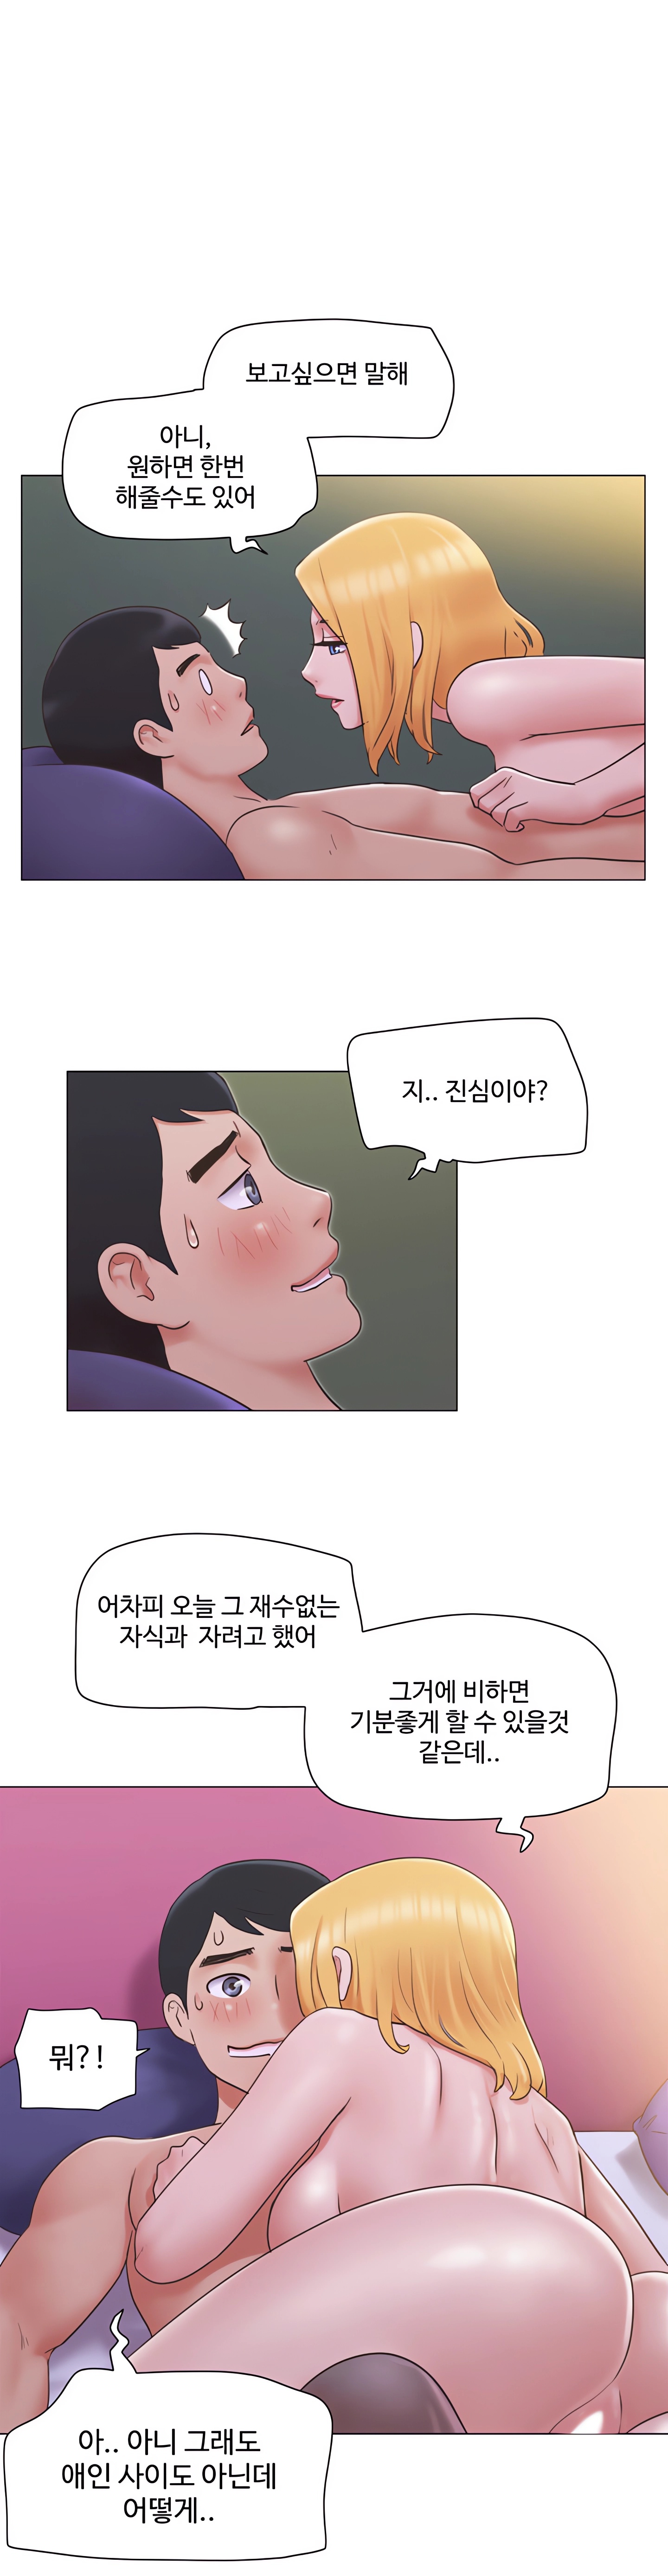 보고싶으면 말해
아니,
원하면 한번
해줄수도 있어
지.. 진심이야?
어차피 오늘 그 재수없는
자식과 자려고 했어
그거에 비하면
기분좋게 할 수 있을것
같은데..
뭐?!
아.. 아니 그래도
애인 사이도 아닌데
어떻게..